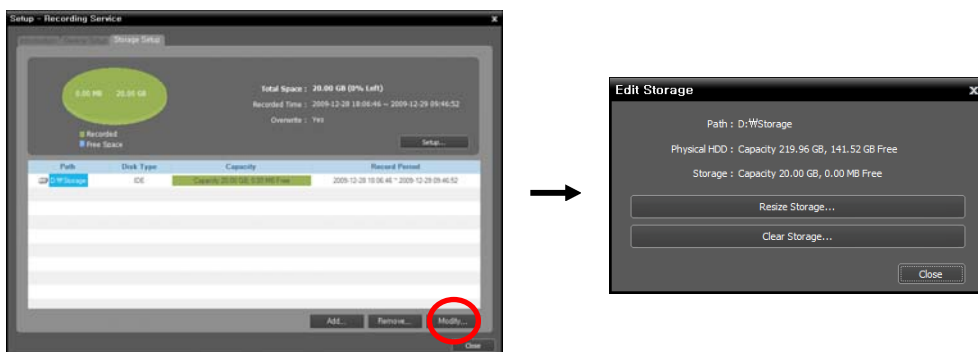 Setup - Recording Service x
Storage Setup
0.00 MB 20.00 GB
Recorded
Free Space
Total Space : 20.00 GB (0% Left)
Recorded Time : 2009-12-28 18:06:46 ~ 2009-12-29 09:46:52
Overwrite : Yes
Setup...
Path Disk Type Capacity Record Period
D:₩Storage IDE Capacity 20.00 GB, 0.00 MB Free 2009-12-28 18:06:46 ~ 2009-12-29 09:46:52
Add... Remove... Modify...
Close
Edit Storage x
Path : D:₩Storage
Physical HDD : Capacity 219.96 GB, 141.52 GB Free
Storage : Capacity 20.00 GB, 0.00 MB Free
Resize Storage...
Clear Storage...
Close